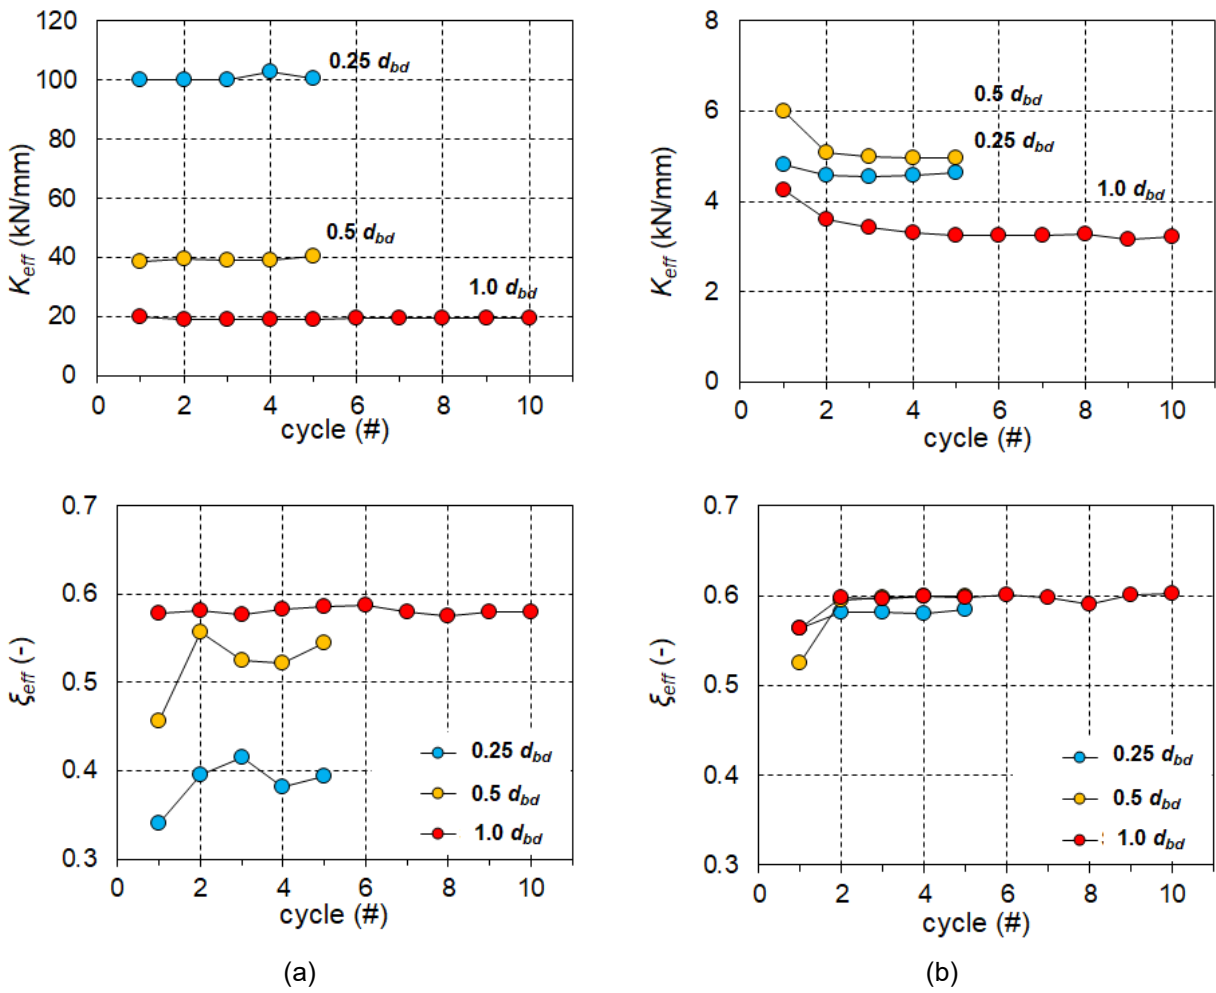 120
100
80
60
40
20
0
K_eff (kN/mm)
0.25 d_bd
0.5 d_bd
1.0 d_bd
0 2 4 6 8 10
cycle (#)
8
6
4
2
0
K_eff (kN/mm)
0.5 d_bd
0.25 d_bd
1.0 d_bd
0 2 4 6 8 10
cycle (#)
0.7
0.6
0.5
0.4
0.3
ξ_eff (-)
0.25 d_bd
0.5 d_bd
1.0 d_bd
0 2 4 6 8 10
cycle (#)
(a)
0.7
0.6
0.5
0.4
0.3
ξ_eff (-)
0.25 d_bd
0.5 d_bd
: 1.0 d_bd
0 2 4 6 8 10
cycle (#)
(b)